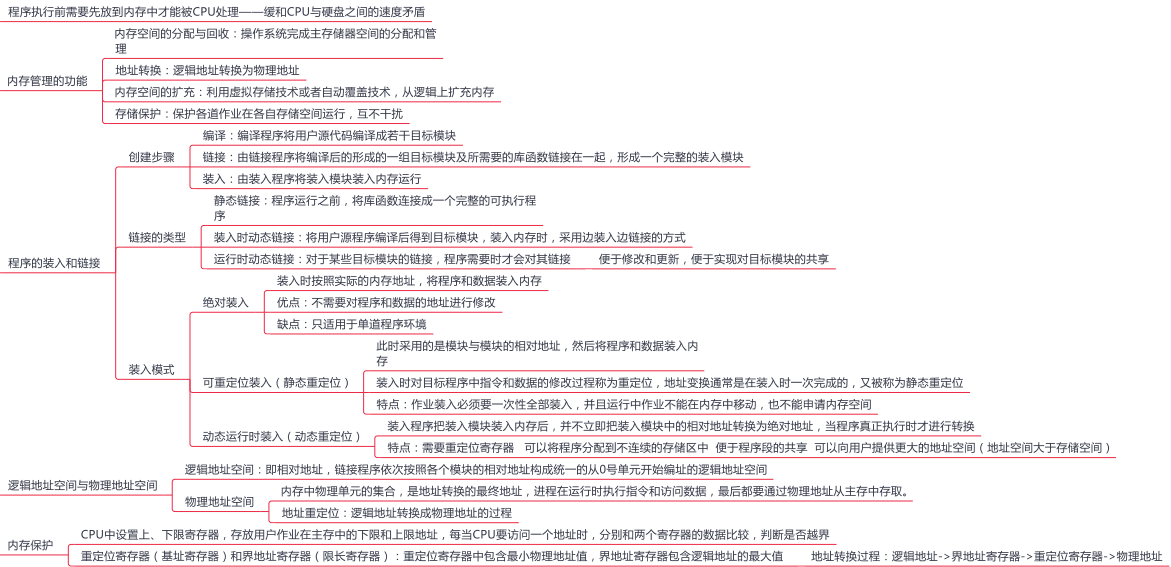 程序执行前需要先放到内存中才能被CPU处理——缓和CPU与硬盘之间的速度矛盾
内存管理的功能
内存空间的分配与回收：操作系统完成主存储器空间的分配和管
理
地址转换：逻辑地址转换为物理地址
内存空间的扩充：利用虚拟存储技术或者自动覆盖技术，从逻辑上扩充内存
存储保护：保护各道作业在各自存储空间运行，互不干扰
程序的装入和链接
创建步骤
编译：编译程序将用户源代码编译成若干目标模块
链接：由链接程序将编译后的形成的一组目标模块及所需要的库函数链接在一起，形成一个完整的装入模块
装入：由装入程序将装入模块装入内存运行
链接的类型
静态链接：程序运行之前，将库函数连接成一个完整的可执行程
序
装入时动态链接：将用户源程序编译后得到目标模块，装入内存时，采用边装入边链接的方式
运行时动态链接：对于某些目标模块的链接，程序需要时才会对其链接
便于修改和更新，便于实现对目标模块的共享
装入模式
绝对装入
装入时按照实际的内存地址，将程序和数据装入内存
优点：不需要对程序和数据的地址进行修改
缺点：只适用于单道程序环境
可重定位装入（静态重定位）
此时采用的是模块与模块的相对地址，然后将程序和数据装入内
存
装入时对目标程序中指令和数据的修改过程称为重定位，地址变换通常是在装入时一次完成的，又被称为静态重定位
特点：作业装入必须要一次性全部装入，并且运行中作业不能在内存中移动，也不能申请内存空间
动态运行时装入（动态重定位）
装入程序把装入模块装入内存后，并不立即把装入模块中的相对地址转换为绝对地址，当程序真正执行时才进行转换
特点：需要重定位寄存器 可以将程序分配到不连续的存储区中 便于程序段的共享 可以向用户提供更大的地址空间（地址空间大于存储空间）
逻辑地址空间与物理地址空间
逻辑地址空间：即相对地址，链接程序依次按照各个模块的相对地址构成统一的从0号单元开始编址的逻辑地址空间
物理地址空间
内存中物理单元的集合，是地址转换的最终地址，进程在运行时执行指令和访问数据，最后都要通过物理地址从主存中存取。
地址重定位：逻辑地址转换成物理地址的过程
内存保护
CPU中设置上、下限寄存器，存放用户作业在主存中的下限和上限地址，每当CPU要访问一个地址时，分别和两个寄存器的数据比较，判断是否越界
重定位寄存器（基址寄存器）和界地址寄存器（限长寄存器）：重定位寄存器中包含最小物理地址值，界地址寄存器包含逻辑地址的最大值
地址转换过程：逻辑地址->界地址寄存器->重定位寄存器->物理地址